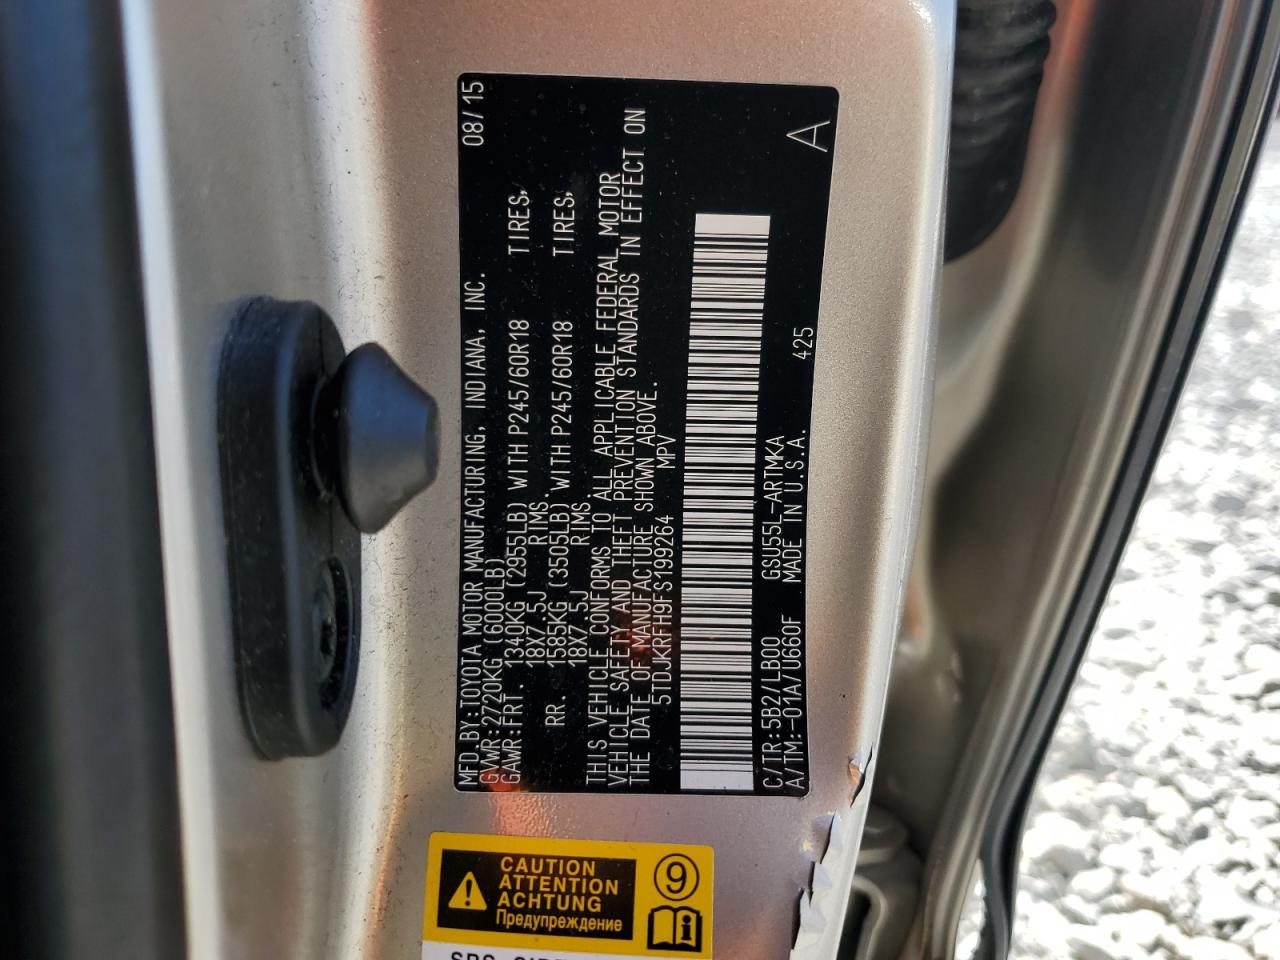 MFD.BY:TOYOTA MOTOR MANUFACTURING, INDIANA, INC. 08/15
GVWR:2720KG(6000LB)
GAWR:FRT. 1340KG (2955LB) WITH P245/60R18 TIRES,
18X7.5J RIMS.
RR. 1585KG (3505LB) WITH P245/60R18 TIRES,
18X7.5J RIMS.
THIS VEHICLE CONFORMS TO ALL APPLICABLE FEDERAL MOTOR
VEHICLE SAFETY AND THEFT PREVENTION STANDARDS IN EFFECT ON
THE DATE OF MANUFACTURE SHOWN ABOVE.
5TDJKRFH9FS199264 MPV
C/TR:5B2/LB00 GSU55L-ARTMKA
A/TM:-01A/U660F MADE IN U.S.A. 425
A
CAUTION
ATTENTION
ACHTUNG
Предупреждение
9
i